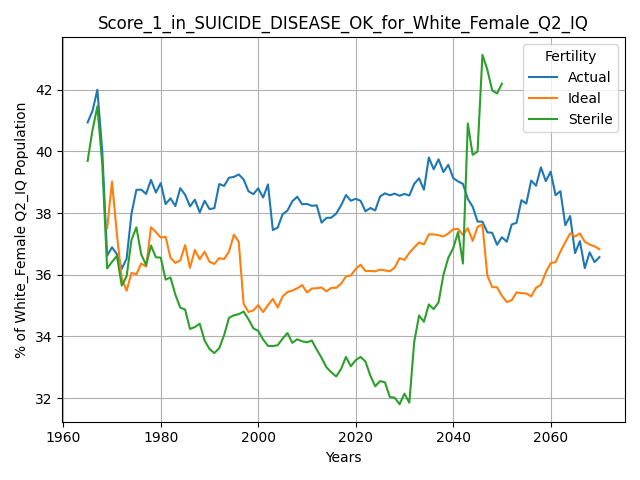 Score_1_in_SUICIDE_DISEASE_OK_for_White_Female_Q2_IQ
% of White_Female Q2_IQ Population
42
40
38
36
34
32
Fertility
Actual
Ideal
Sterile
1960
1980
2000
2020
2040
2060
Years